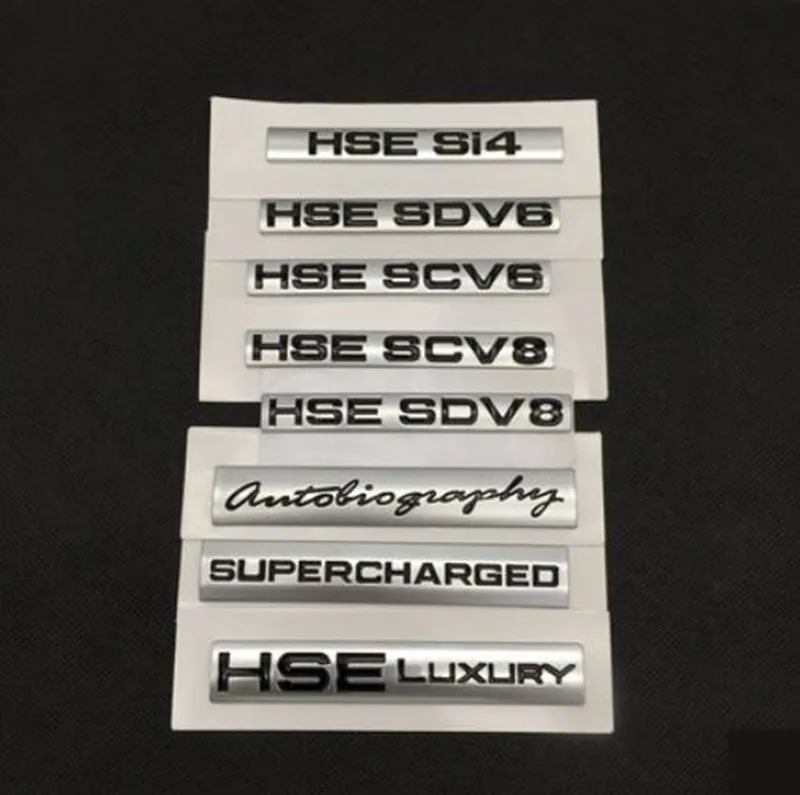 HSE Si4
HSE SDV6
HSE SCV6
HSE SCV8
HSE SDV8
Autobiography
SUPERCHARGED
HSE LUXURY